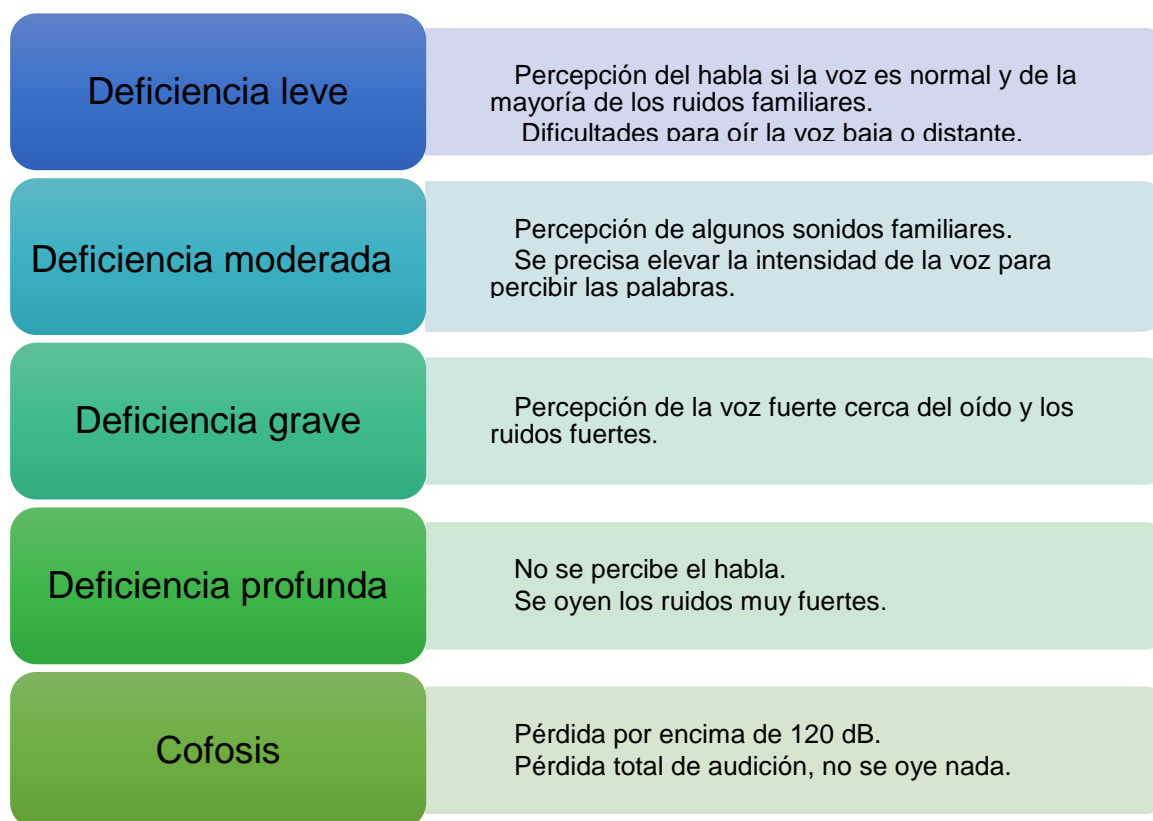 Deficiencia leve
Percepción del habla si la voz es normal y de la
mayoría de los ruidos familiares.
Dificultades para oír la voz baja o distante.
Deficiencia moderada
Percepción de algunos sonidos familiares.
Se precisa elevar la intensidad de la voz para
percibir las palabras.
Deficiencia grave
Percepción de la voz fuerte cerca del oído y los
ruidos fuertes.
Deficiencia profunda
No se percibe el habla.
Se oyen los ruidos muy fuertes.
Cofosis
Pérdida por encima de 120 dB.
Pérdida total de audición, no se oye nada.